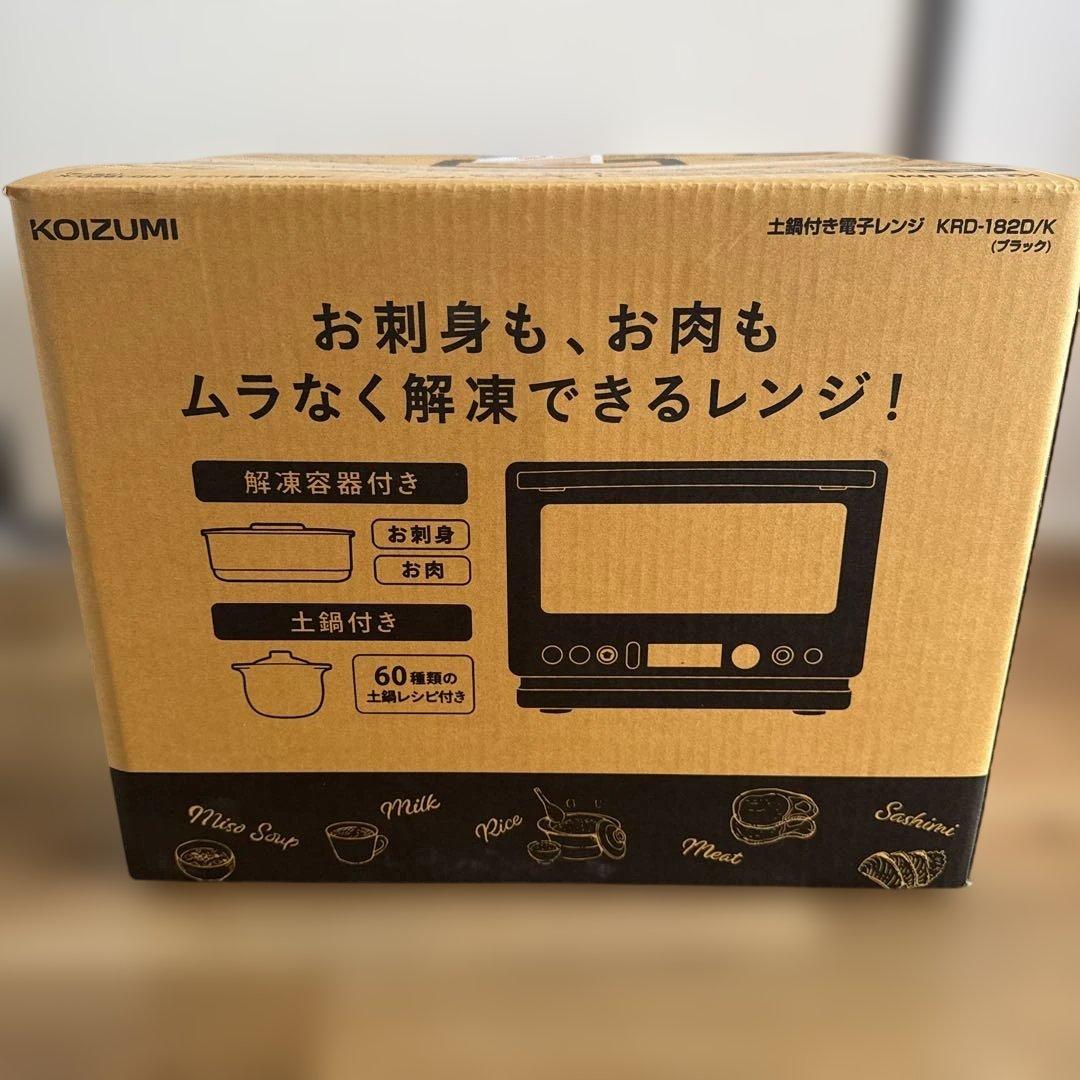 KOIZUMI
土鍋付き電子レンジ KRD-182D/K
(ブラック)
お刺身も、お肉も
ムラなく解凍できるレンジ!
解凍容器付き
お刺身
お肉
土鍋付き
60種類の
土鍋レシピ付き
Miso Soup
Milk
Rice
Meat
Sashimi